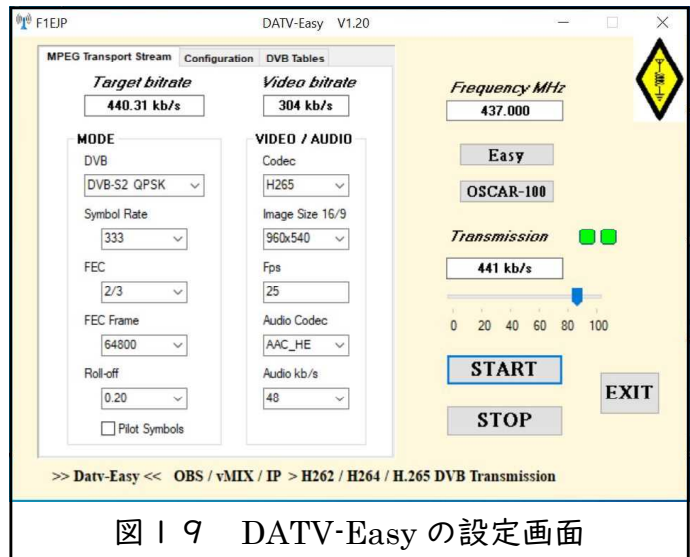 F1EJP DATV-Easy V1.20
MPEG Transport Stream Configuration DVB Tables
Target bitrate
440.31 kb/s
Video bitrate
304 kb/s
MODE
DVB
DVB-S2 QPSK
Symbol Rate
333
FEC
2/3
FEC Frame
64800
Roll-off
0.20
Pilot Symbols
VIDEO / AUDIO
Codec
H265
Image Size 16/9
960x540
Fps
25
Audio Codec
AAC_HE
Audio kb/s
48
Frequency MHz
437.000
Easy
OSCAR-100
Transmission
441 kb/s
0 20 40 60 80 100
START
STOP
EXIT
>> Datv-Easy << OBS / vMIX / IP > H262 / H264 / H.265 DVB Transmission
図19 DATV-Easy の設定画面